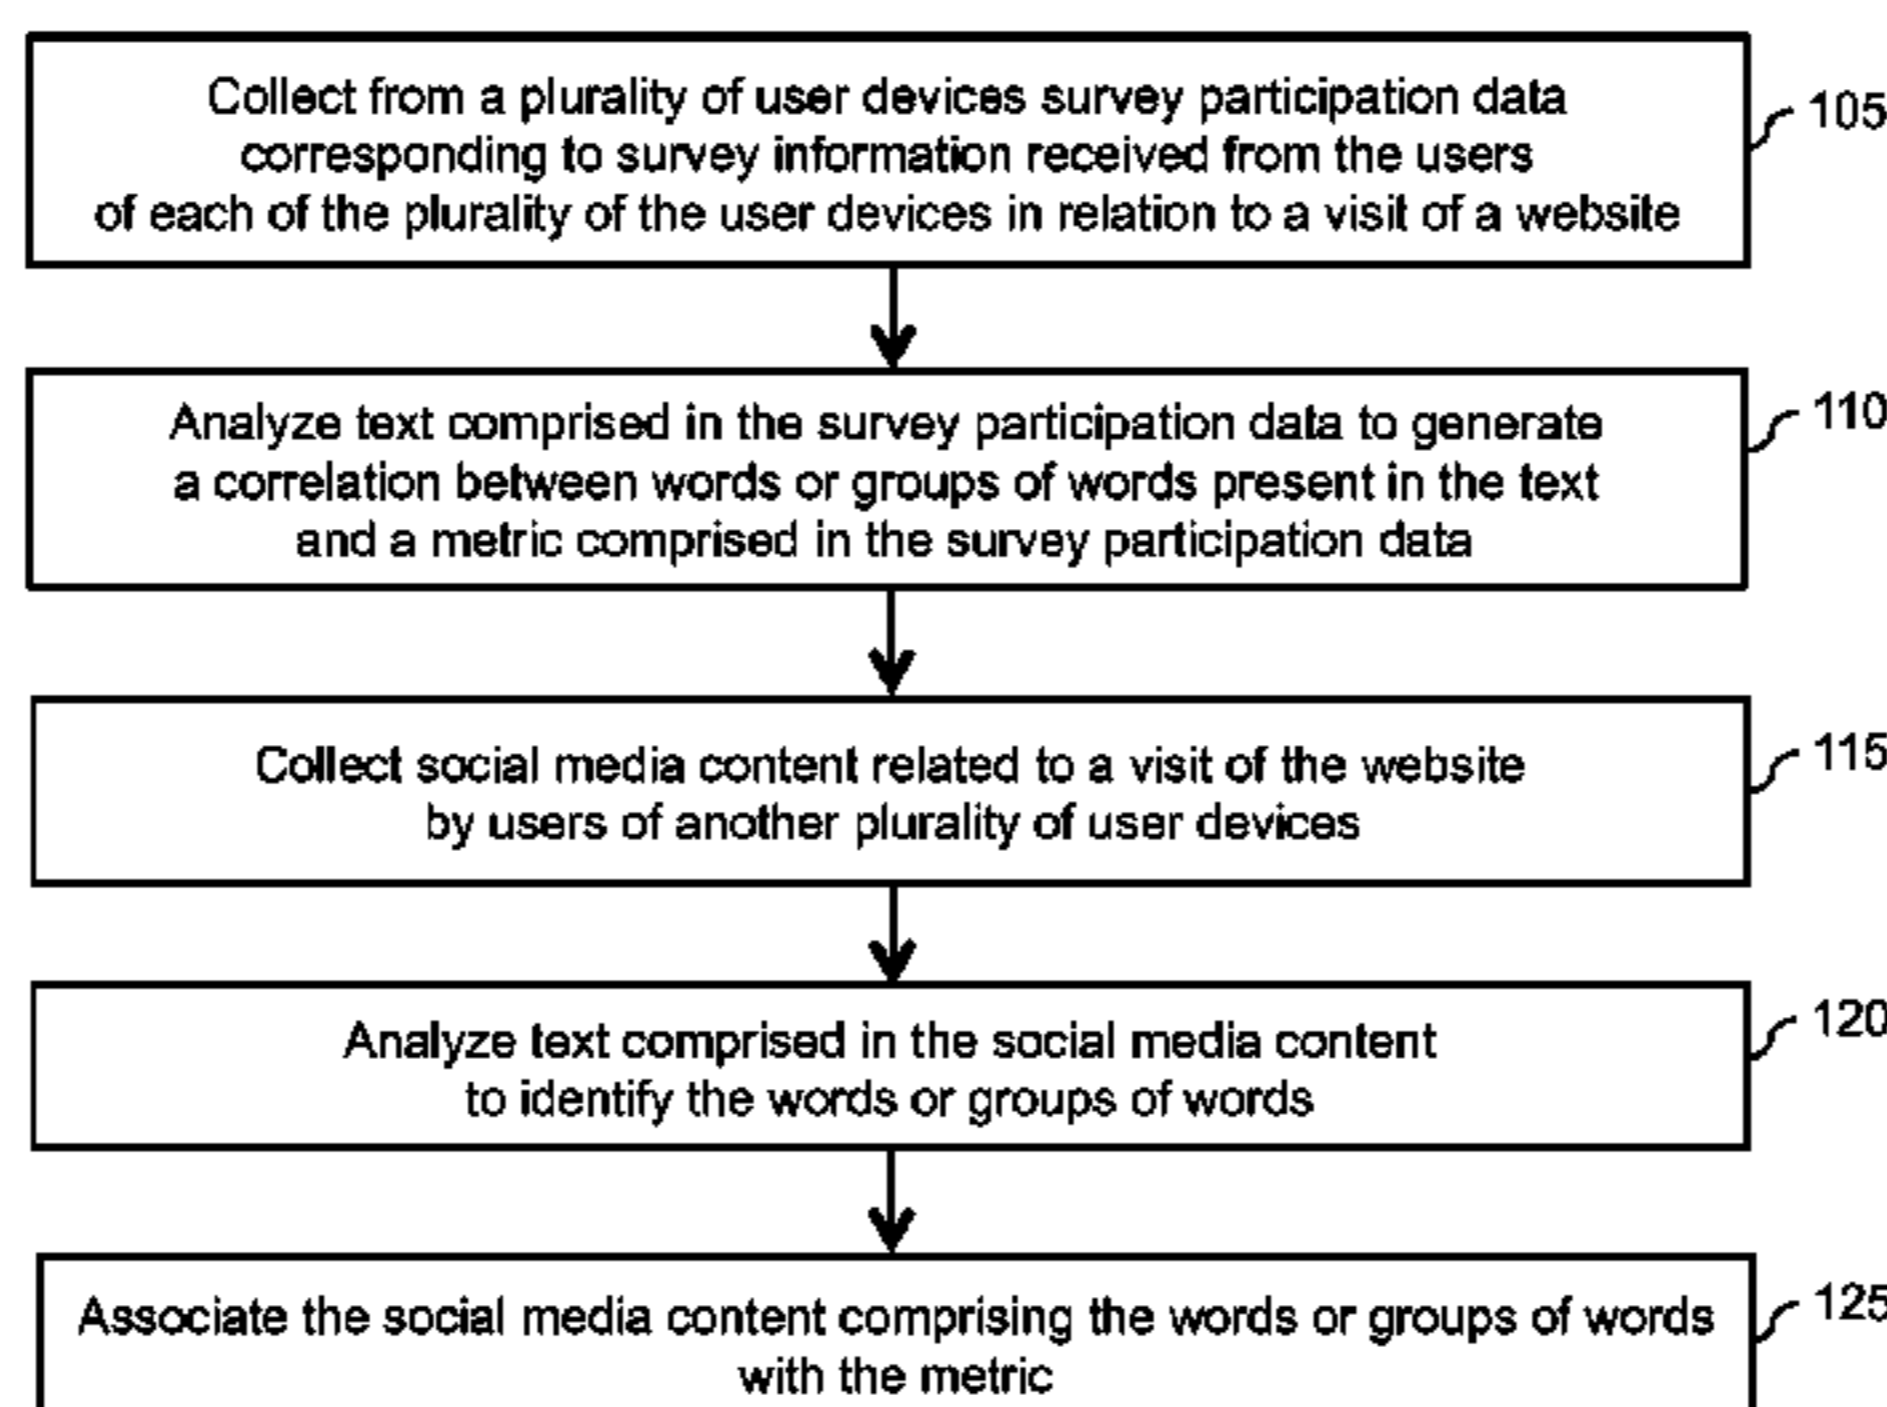 Collect from a plurality of user devices survey participation data
corresponding to survey information received from the users
of each of the plurality of the user devices in relation to a visit of a website
105
Analyze text comprised in the survey participation data to generate
a correlation between words or groups of words present in the text
and a metric comprised in the survey participation data
110
Collect social media content related to a visit of the website
by users of another plurality of user devices
115
Analyze text comprised in the social media content
to identify the words or groups of words
120
Associate the social media content comprising the words or groups of words
with the metric
125